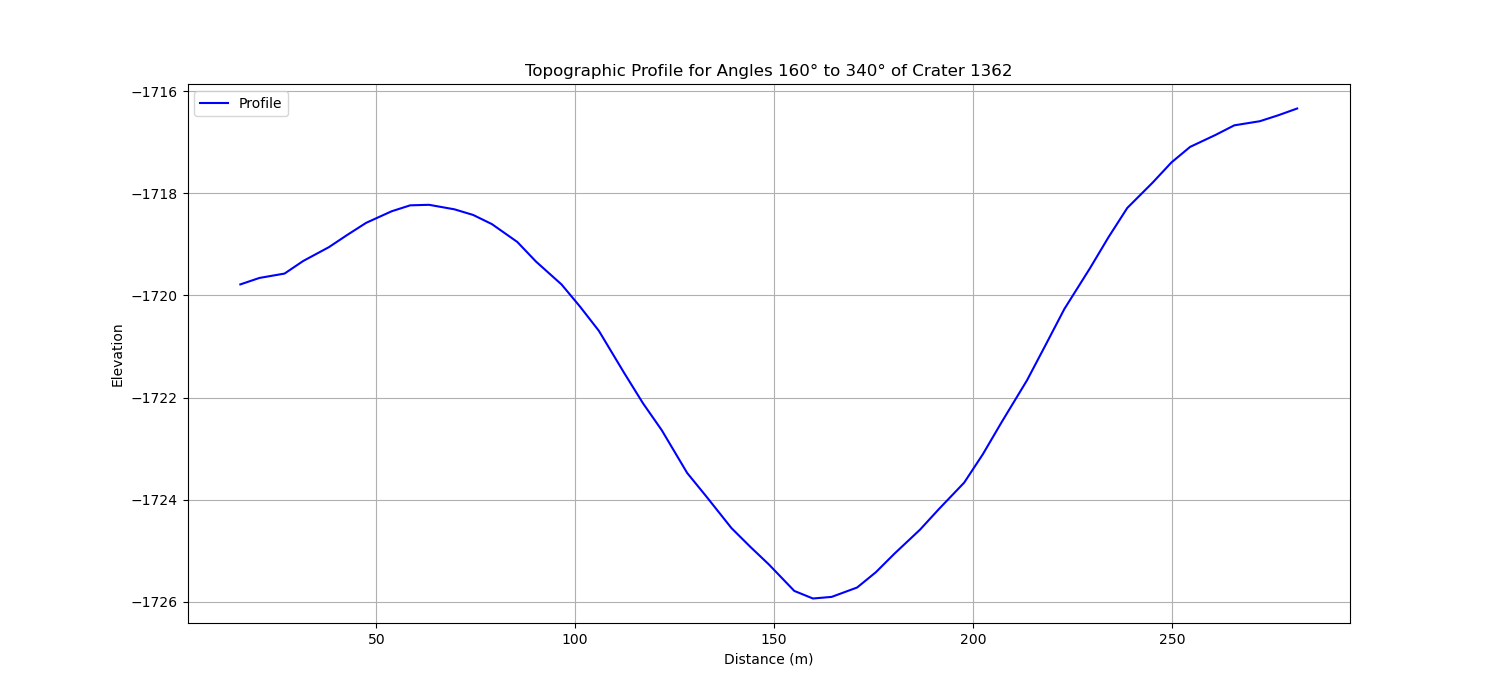 Topographic Profile for Angles 160° to 340° of Crater 1362
Profile
−1716
−1718
−1720
−1722
−1724
−1726
Elevation
50
100
150
200
250
Distance (m)